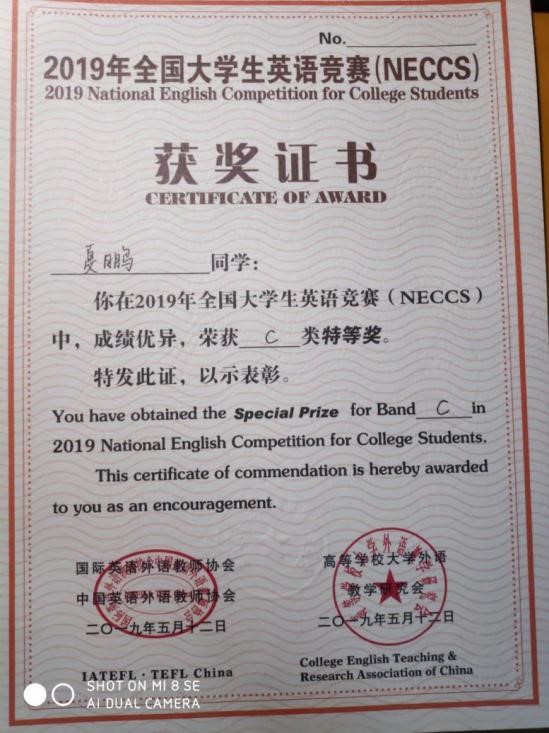 No.
2019年全国大学生英语竞赛(NECCS)
2019 National English Competition for College Students
获奖证书
CERTIFICATE OF AWARD
夏鹏 同学:
你在2019年全国大学生英语竞赛(NECCS)
中，成绩优异，荣获 C 类特等奖。
特发此证，以示表彰。
You have obtained the Special Prize for Band C in
2019 National English Competition for College Students.
This certificate of commendation is hereby awarded
to you as an encouragement.
国际英语外语教师协会
中国英语外语教师协会
二〇一九年五月十二日
IATEFL · TEFL China
高等学校大学外语
教学研究会
二〇一九年五月十二日
College English Teaching &
Research Association of China
SHOT ON MI 8 SE
AI DUAL CAMERA